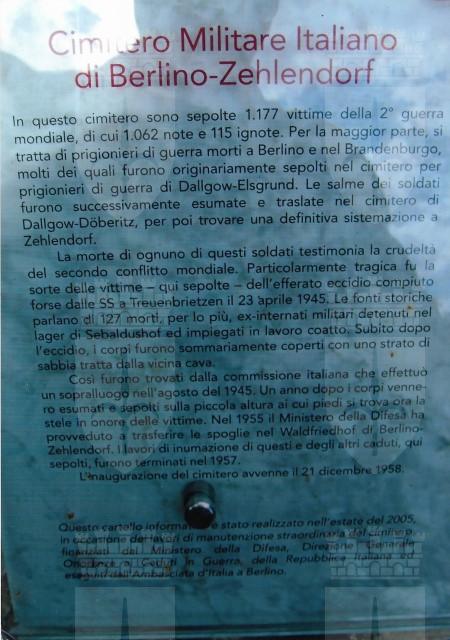 Cimitero Militare Italiano
di Berlino-Zehlendorf
In questo cimitero sono sepolte 1.177 vittime della 2° guerra
mondiale, di cui 1.062 note e 115 ignote. Per la maggior parte, si
tratta di prigionieri di guerra morti a Berlino e nel Brandenburgo,
molti dei quali furono originariamente sepolti nel cimitero per
prigionieri di guerra di Dallgow-Elsgrund. Le salme dei soldati
furono successivamente esumate e traslate nel cimitero di
Dallgow-Döberitz, per poi trovare una definitiva sistemazione a
Zehlendorf.
La morte di ognuno di questi soldati testimonia la crudeltà
del secondo conflitto mondiale. Particolarmente tragica fu la
sorte delle vittime – qui sepolte – dell'efferato eccidio compiuto
forse dalle SS a Treuenbrietzen il 23 aprile 1945. Le fonti storiche
parlano di 127 morti, per lo più, ex-internati militari detenuti nel
lager di Sebaldushof ed impiegati in lavoro coatto. Subito dopo
l'eccidio, i corpi furono sommariamente coperti con uno strato di
sabbia tratta dalla vicina cava.
Così furono trovati dalla commissione italiana che effettuò
un sopralluogo nell'agosto del 1945. Un anno dopo i corpi venne-
ro esumati e sepolti sulla piccola altura ai cui piedi si trova ora la
stele in onore delle vittime. Nel 1955 il Ministero della Difesa ha
provveduto a trasferire le spoglie nel Waldfriedhof di Berlino-
Zehlendorf. I lavori di inumazione di questi e degli altri caduti, qui
sepolti, furono terminati nel 1957.
L'inaugurazione del cimitero avvenne il 21 dicembre 1958.
Questo cartello informativo è stato realizzato nell'estate del 2005,
in occasione dei lavori di manutenzione straordinaria del cimitero,
finanziati dal Ministero della Difesa, Direzione Generale
Onoranze ai Caduti in Guerra, della Repubblica Italiana ed
eseguiti dall'Ambasciata d'Italia a Berlino.